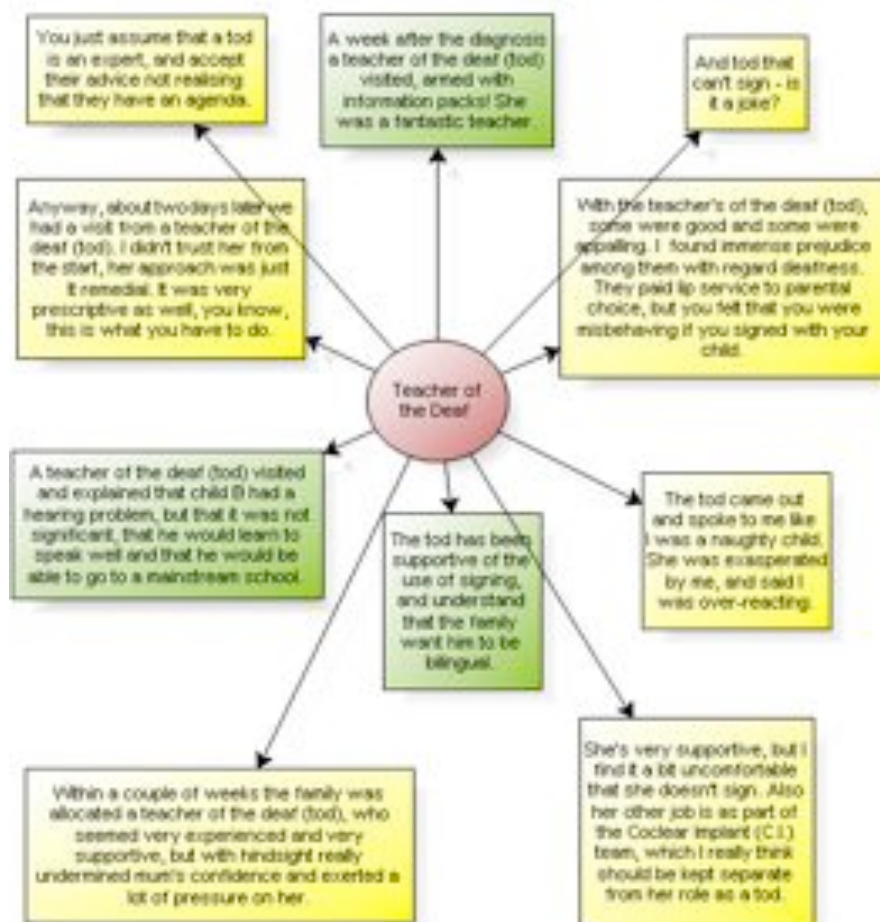 You just assume that a tod
is an expert, and accept
their advice not realising
that they have an agenda.
A week after the diagnosis
a teacher of the deaf (tod)
visited, armed with
information packs! She
was a fantastic teacher.
And tod that
can't sign - is
it a joke?
Anyway, about twodays later we
had a visit from a teacher of the
deaf (tod). I didn't trust her from
the start, her approach was just
it remedial. It was very
prescriptive as well, you know,
this is what you have to do.
With the teacher's of the deaf (tod),
some were good and some were
appalling. I found immense prejudice
among them with regard deafness.
They paid lip service to parental
choice, but you felt that you were
misbehaving if you signed with your
child.
Teacher of
the Deaf
A teacher of the deaf (tod) visited
and explained that child B had a
hearing problem, but that it was not
significant, that he would learn to
speak well and that he would be
able to go to a mainstream school.
The tod has been
supportive of the
use of signing,
and understand
that the family
want him to be
bilingual.
The tod came out
and spoke to me like
I was a naughty child.
She was exasperated
by me, and said I
was over-reacting.
Within a couple of weeks the family was
allocated a teacher of the deaf (tod), who
seemed very experienced and very
supportive, but with hindsight really
undermined mum's confidence and exerted a
lot of pressure on her.
She's very supportive, but I
find it a bit uncomfortable
that she doesn't sign. Also
her other job is as part of
the Coclear Implant (C.I.)
team, which I really think
should be kept separate
from her role as a tod.